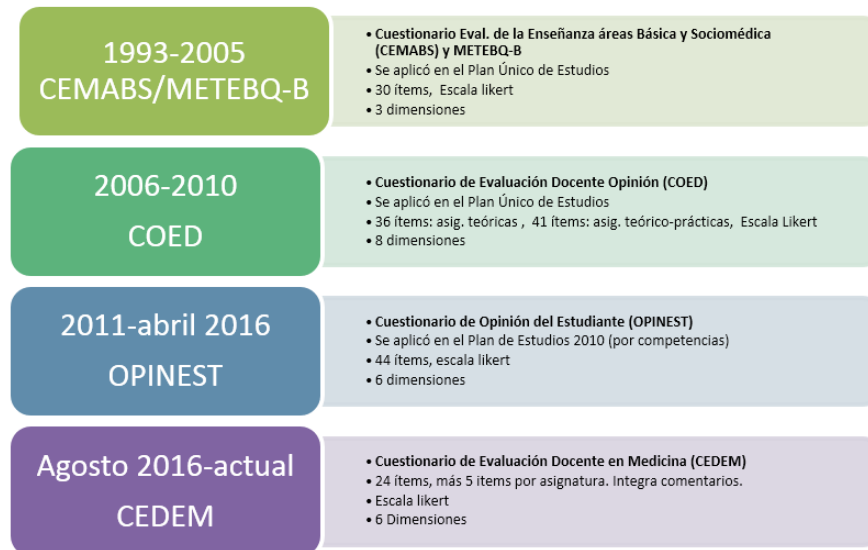 1993-2005
CEMABS/METEBQ-B
• Cuestionario Eval. de la Enseñanza áreas Básica y Sociomédica
(CEMABS) y METEBQ-B
• Se aplicó en el Plan Único de Estudios
• 30 ítems, Escala likert
• 3 dimensiones
2006-2010
COED
• Cuestionario de Evaluación Docente Opinión (COED)
• Se aplicó en el Plan Único de Estudios
• 36 ítems: asig. teóricas , 41 ítems: asig. teórico-prácticas, Escala Likert
• 8 dimensiones
2011-abril 2016
OPINEST
• Cuestionario de Opinión del Estudiante (OPINEST)
• Se aplicó en el Plan de Estudios 2010 (por competencias)
• 44 ítems, escala likert
• 6 dimensiones
Agosto 2016-actual
CEDEM
• Cuestionario de Evaluación Docente en Medicina (CEDEM)
• 24 ítems, más 5 items por asignatura. Integra comentarios.
• Escala likert
• 6 Dimensiones